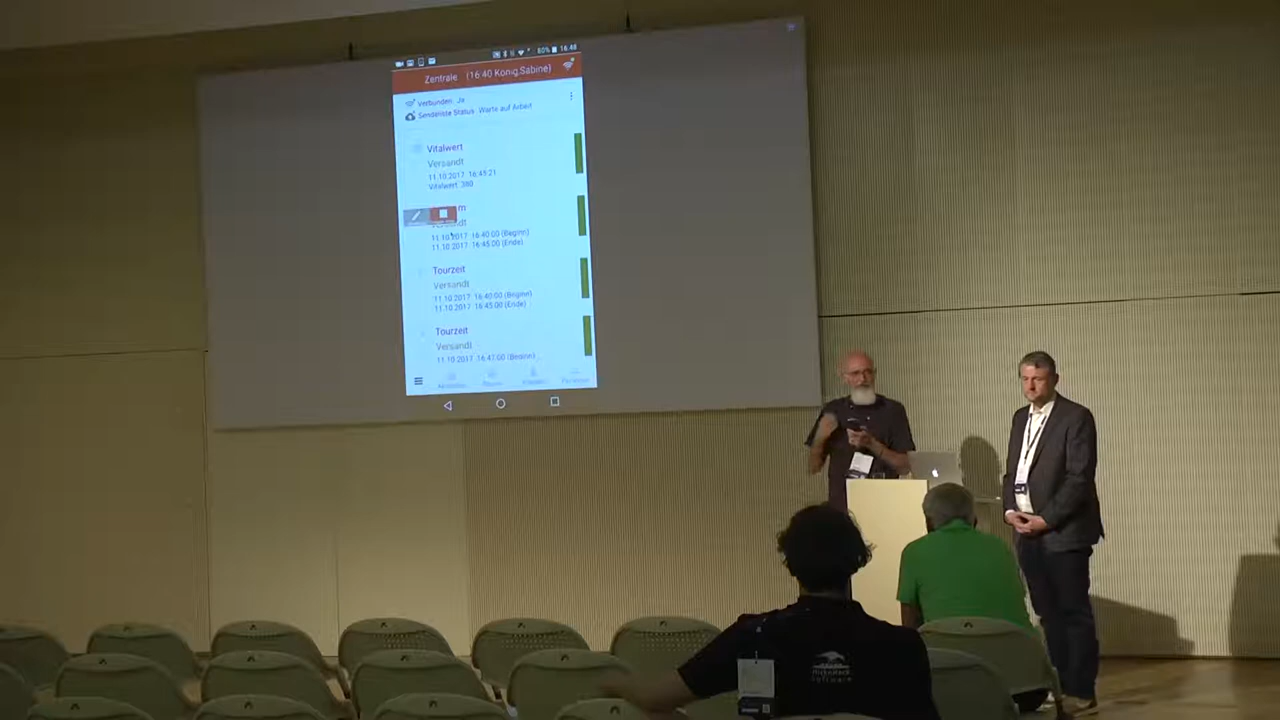 80% 16:48
Zentrale (16:40 König,Sabine)
Verbunden: Ja
Sendeliste Status: Warte auf Arbeit
Vitalwert
Versandt
11.10.2017 16:45:21
Vitalwert: 380
11.10.2017 16:40:00 (Beginn)
11.10.2017 16:45:00 (Ende)
Tourzeit
Versandt
11.10.2017 16:40:00 (Beginn)
11.10.2017 16:45:00 (Ende)
Tourzeit
Versandt
11.10.2017 16:47:00 (Beginn)
software